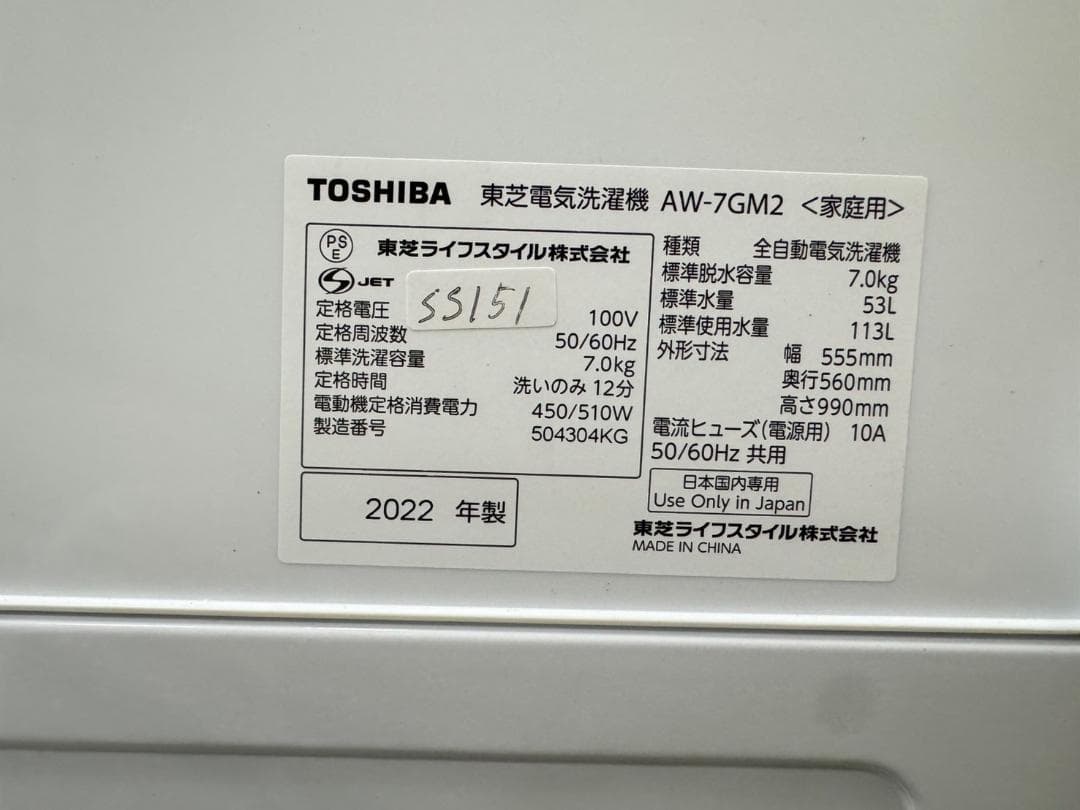 TOSHIBA 東芝電気洗濯機 AW-7GM2 <家庭用>
PS
E
東芝ライフスタイル株式会社
S JET
SS151
定格電圧 100V
定格周波数 50/60Hz
標準洗濯容量 7.0kg
定格時間 洗いのみ 12分
電動機定格消費電力 450/510W
製造番号 504304KG
2022 年製
種類 全自動電気洗濯機
標準脱水容量 7.0kg
標準水量 53L
標準使用水量 113L
外形寸法 幅 555mm
奥行560mm
高さ990mm
電流ヒューズ(電源用) 10A
50/60Hz 共用
日本国内専用
Use Only in Japan
東芝ライフスタイル株式会社
MADE IN CHINA